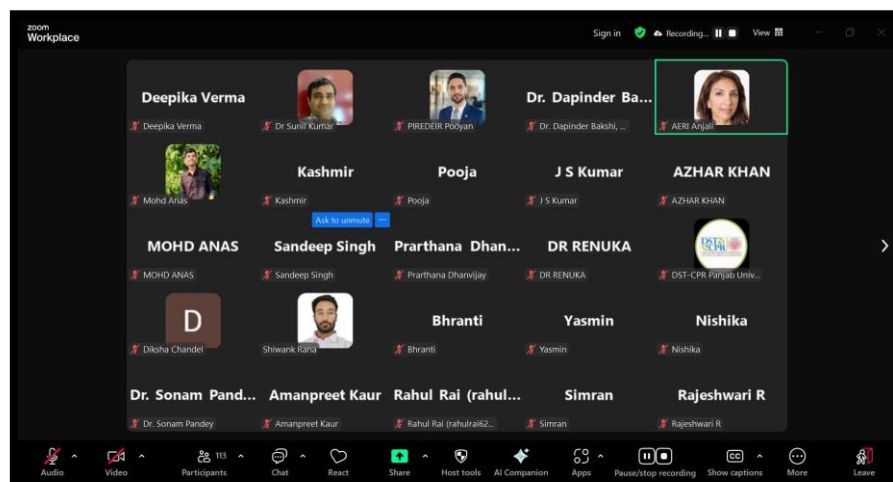 zoom
Workplace
Sign in Recording... View
Deepika Verma Dr. Dapinder Ba...
Deepika Verma Dr Sunil Kumar PIREDEIR Pooyan Dr. Dapinder Bakshi, ... AERI Anjali
Kashmir Pooja J S Kumar AZHAR KHAN
Mohd Anas Kashmir Pooja J S Kumar AZHAR KHAN
Ask to unmute ...
MOHD ANAS Sandeep Singh Prarthana Dhan... DR RENUKA
MOHD ANAS Sandeep Singh Prarthana Dhanvijay DR RENUKA DST-CPR Panjab Univ...
D Bhranti Yasmin Nishika
Diksha Chandel Shiwank Rana Bhranti Yasmin Nishika
Dr. Sonam Pand... Amanpreet Kaur Rahul Rai (rahul... Simran Rajeshwari R
Dr. Sonam Pandey Amanpreet Kaur Rahul Rai (rahulrai62... Simran Rajeshwari R
113 CC
Audio Video Participants Chat React Share Host tools AI Companion Apps Pause/stop recording Show captions More Leave